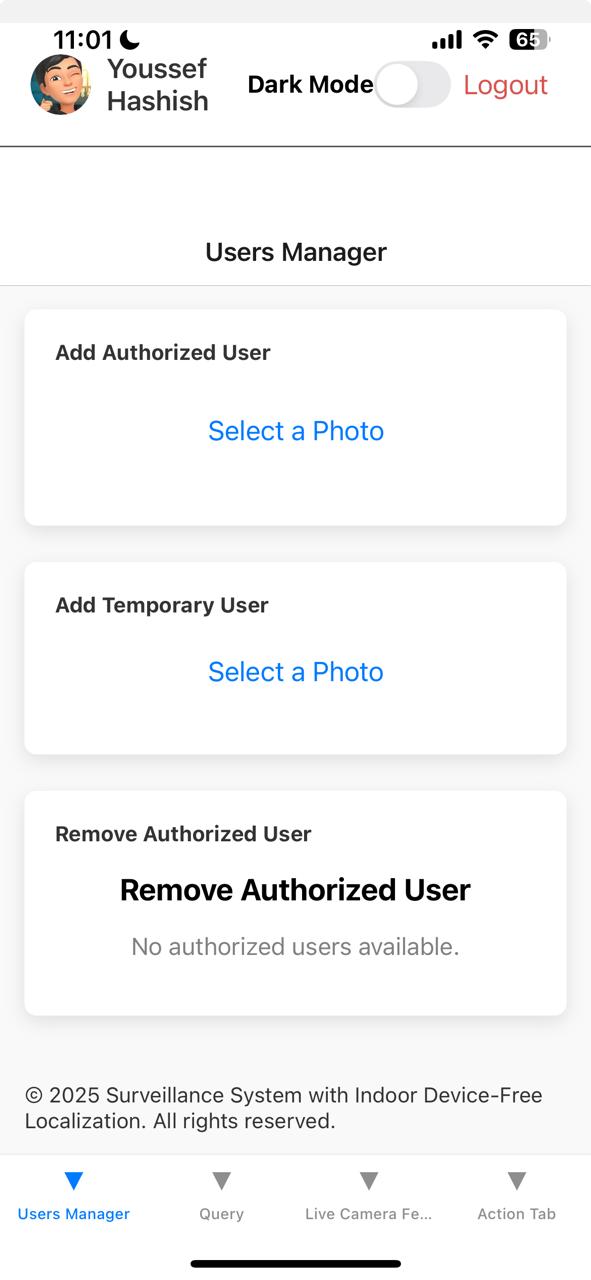 11:01
65
Youssef
Hashish
Dark Mode
Logout
Users Manager
Add Authorized User
Select a Photo
Add Temporary User
Select a Photo
Remove Authorized User
Remove Authorized User
No authorized users available.
© 2025 Surveillance System with Indoor Device-Free
Localization. All rights reserved.
Users Manager
Query
Live Camera Fe...
Action Tab